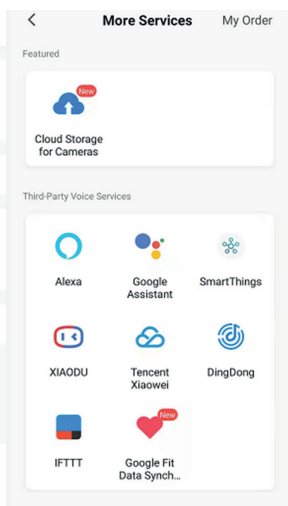 More Services
My Order
Featured
New
Cloud Storage
for Cameras
Third-Party Voice Services
Alexa
Google
Assistant
SmartThings
XIAODU
Tencent
Xiaowei
DingDong
IFTTT
New
Google Fit
Data Synch...